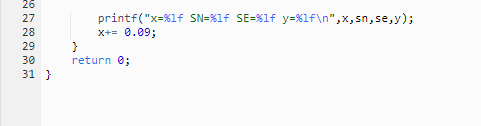 26
27 printf("x=%lf SN=%lf SE=%lf y=%lf\n",x,sn,se,y);
28 x+= 0.09;
29 }
30 return 0;
31 }